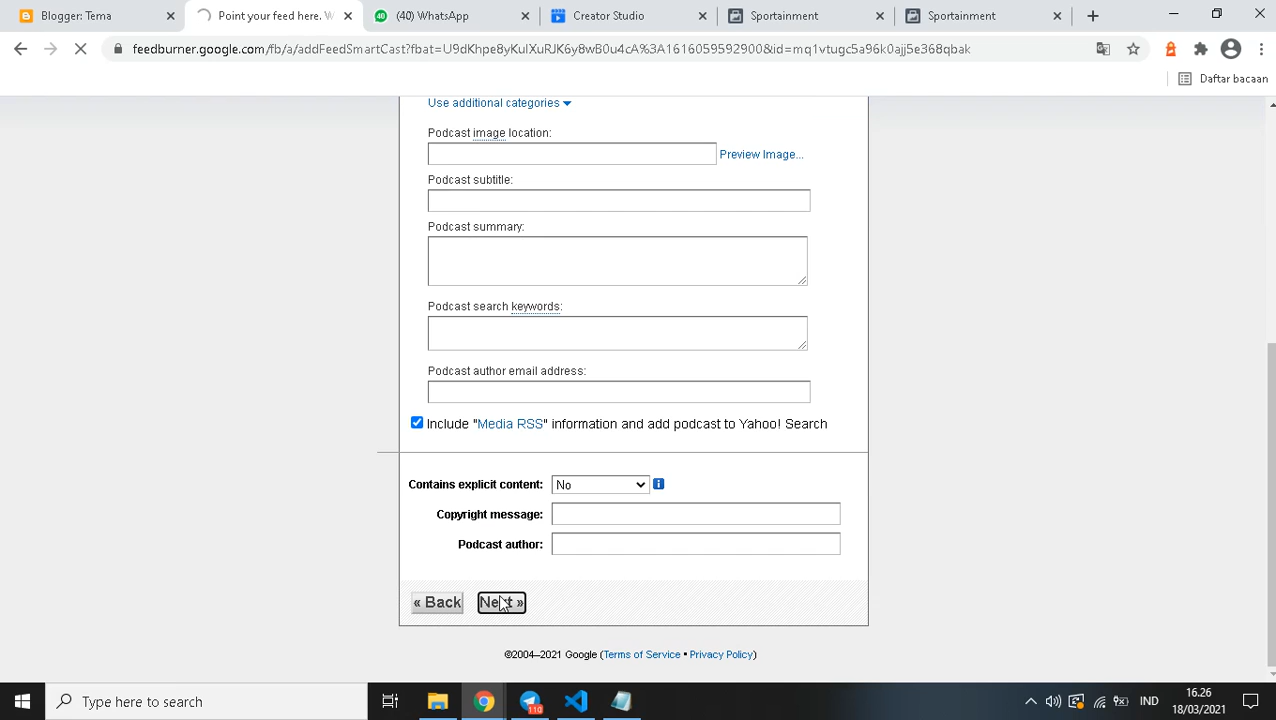 Blogger: Tema
Point your feed here. W
(40) WhatsApp
Creator Studio
Sportainment
Sportainment
feedburner.google.com/fb/a/addFeedSmartCast?fbat=U9dKhpe8yKulXuRJK6y8wB0u4cA%3A1616059592930&id=mq1vtugc5a96k0ajj5e368qbak
Daftar bacaan
Use additional categories
Podcast image location:
Preview Image...
Podcast subtitle:
Podcast summary:
Podcast search keywords:
Podcast author email address:
Include "Media RSS" information and add podcast to Yahoo! Search
Contains explicit content: No
Copyright message:
Podcast author:
« Back Next »
©2004–2021 Google (Terms of Service • Privacy Policy)
Type here to search
110
IND
16.26
18/03/2021